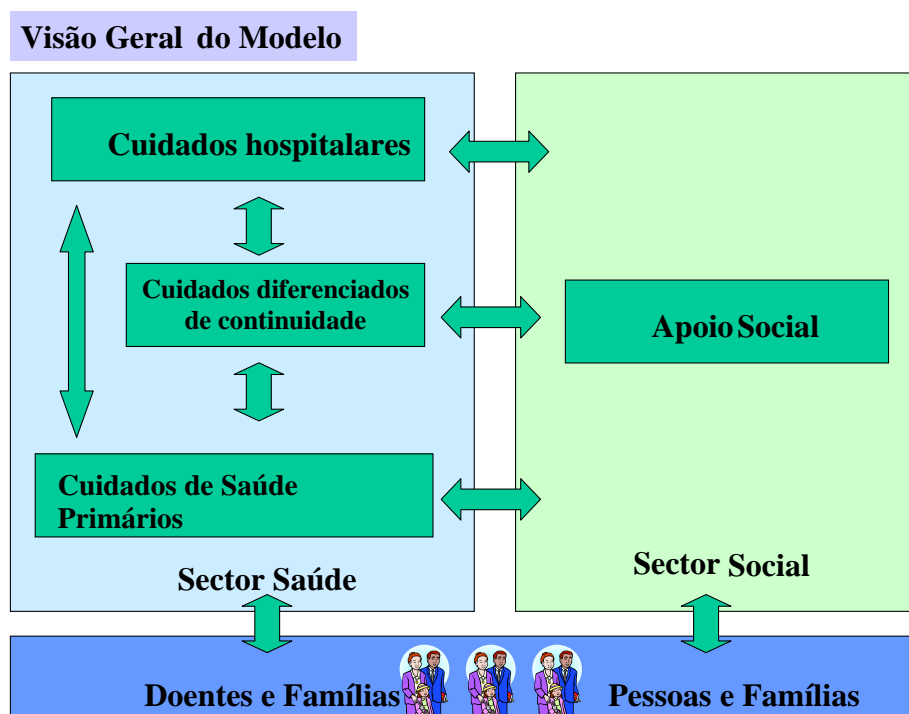 Visão Geral do Modelo
Cuidados hospitalares
Cuidados diferenciados
de continuidade
Apoio Social
Cuidados de Saúde
Primários
Sector Saúde
Sector Social
Doentes e Famílias
Pessoas e Famílias